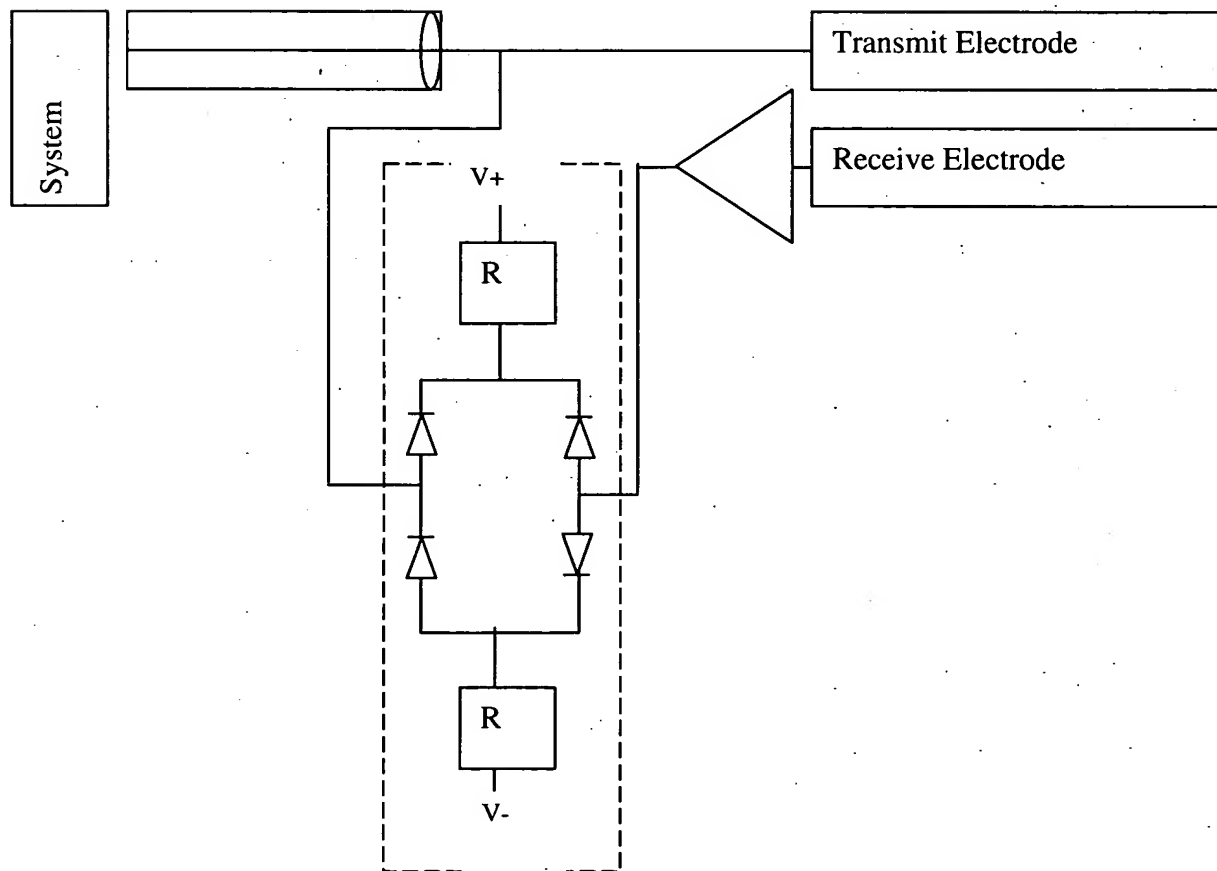 System
Transmit Electrode
Receive Electrode
V+
R
R
V-